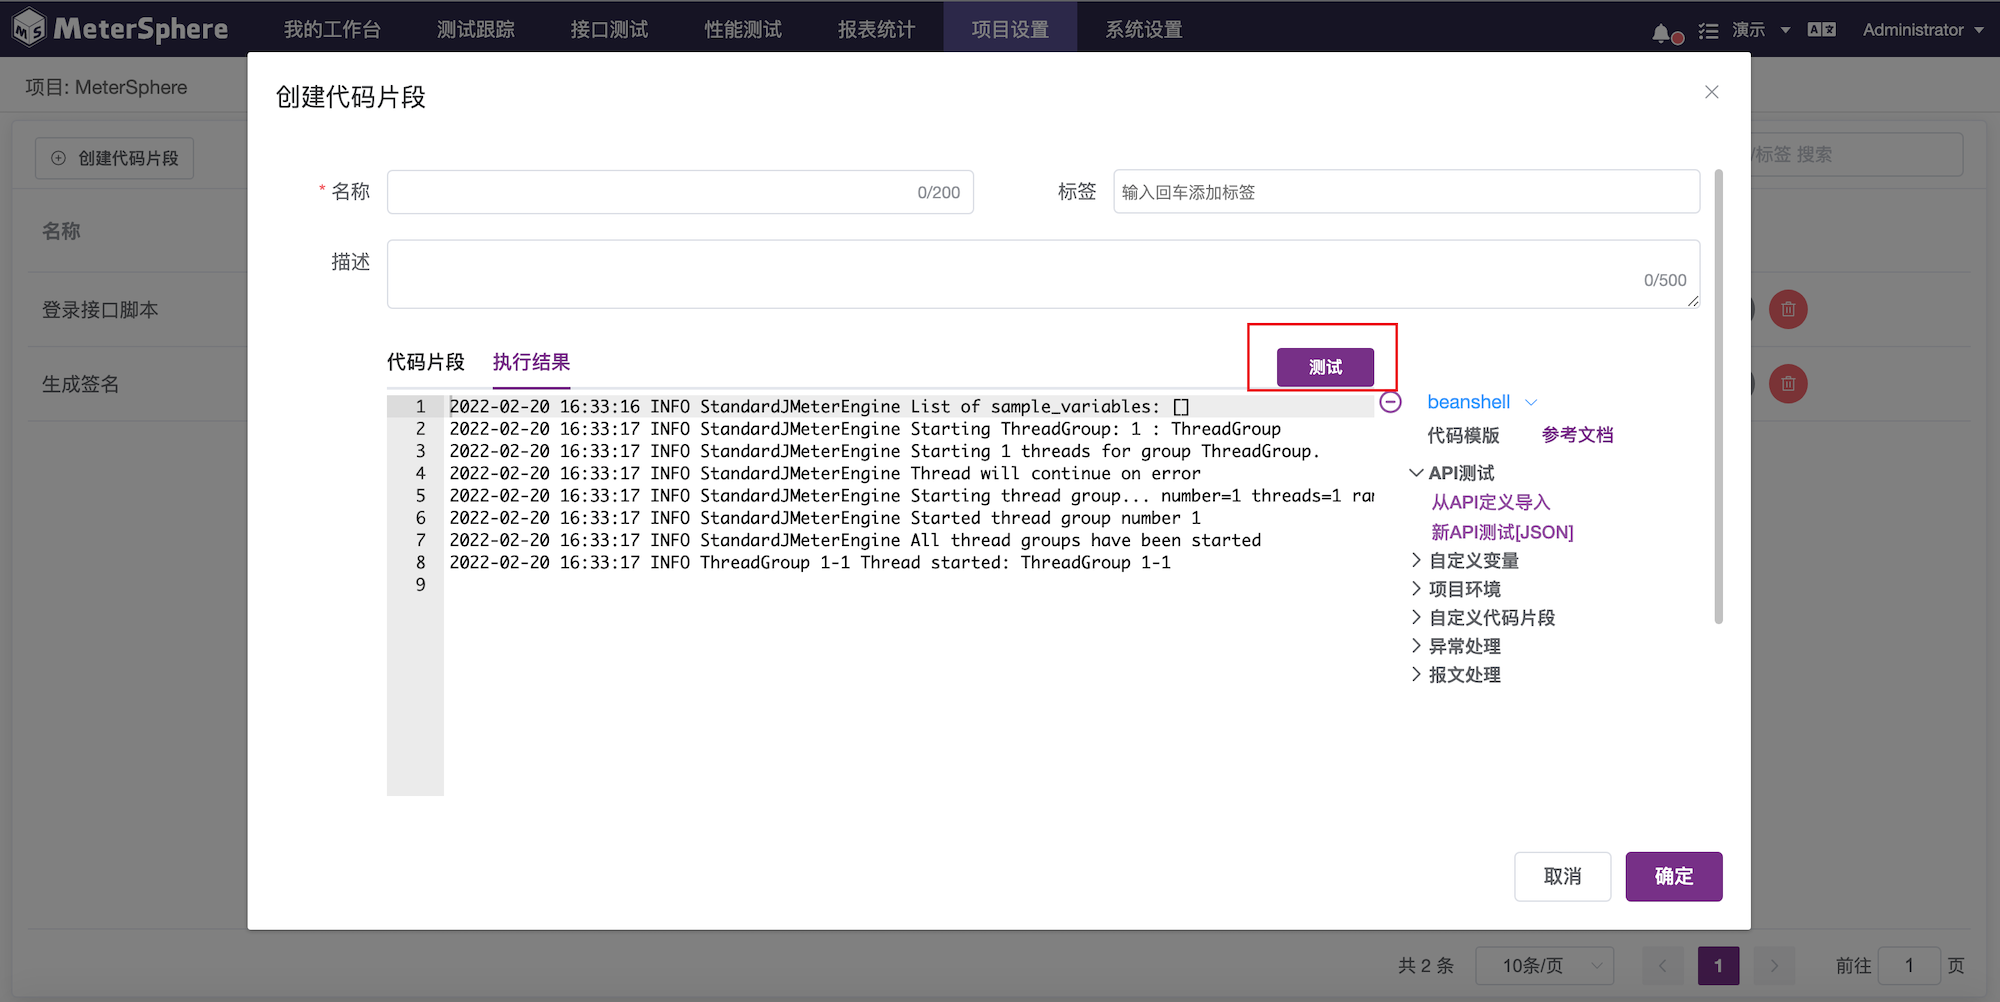 MeterSphere 我的工作台 测试跟踪 接口测试 性能测试 报表统计 项目设置 系统设置 演示 Administrator
项目: MeterSphere
创建代码片段
创建代码片段
/标签 搜索
* 名称 0/200 标签 输入回车添加标签
名称
描述 0/500
登录接口脚本
代码片段 执行结果 测试
生成签名
1 2022-02-20 16:33:16 INFO StandardJMeterEngine List of sample_variables: []
2 2022-02-20 16:33:17 INFO StandardJMeterEngine Starting ThreadGroup: 1 : ThreadGroup
3 2022-02-20 16:33:17 INFO StandardJMeterEngine Starting 1 threads for group ThreadGroup.
4 2022-02-20 16:33:17 INFO StandardJMeterEngine Thread will continue on error
5 2022-02-20 16:33:17 INFO StandardJMeterEngine Starting thread group... number=1 threads=1
6 2022-02-20 16:33:17 INFO StandardJMeterEngine Started thread group number 1
7 2022-02-20 16:33:17 INFO StandardJMeterEngine All thread groups have been started
8 2022-02-20 16:33:17 INFO ThreadGroup 1-1 Thread started: ThreadGroup 1-1
9
beanshell
代码模版 参考文档
API测试
从API定义导入
新API测试[JSON]
自定义变量
项目环境
自定义代码片段
异常处理
报文处理
取消 确定
共 2 条 10条/页 1 前往 1 页